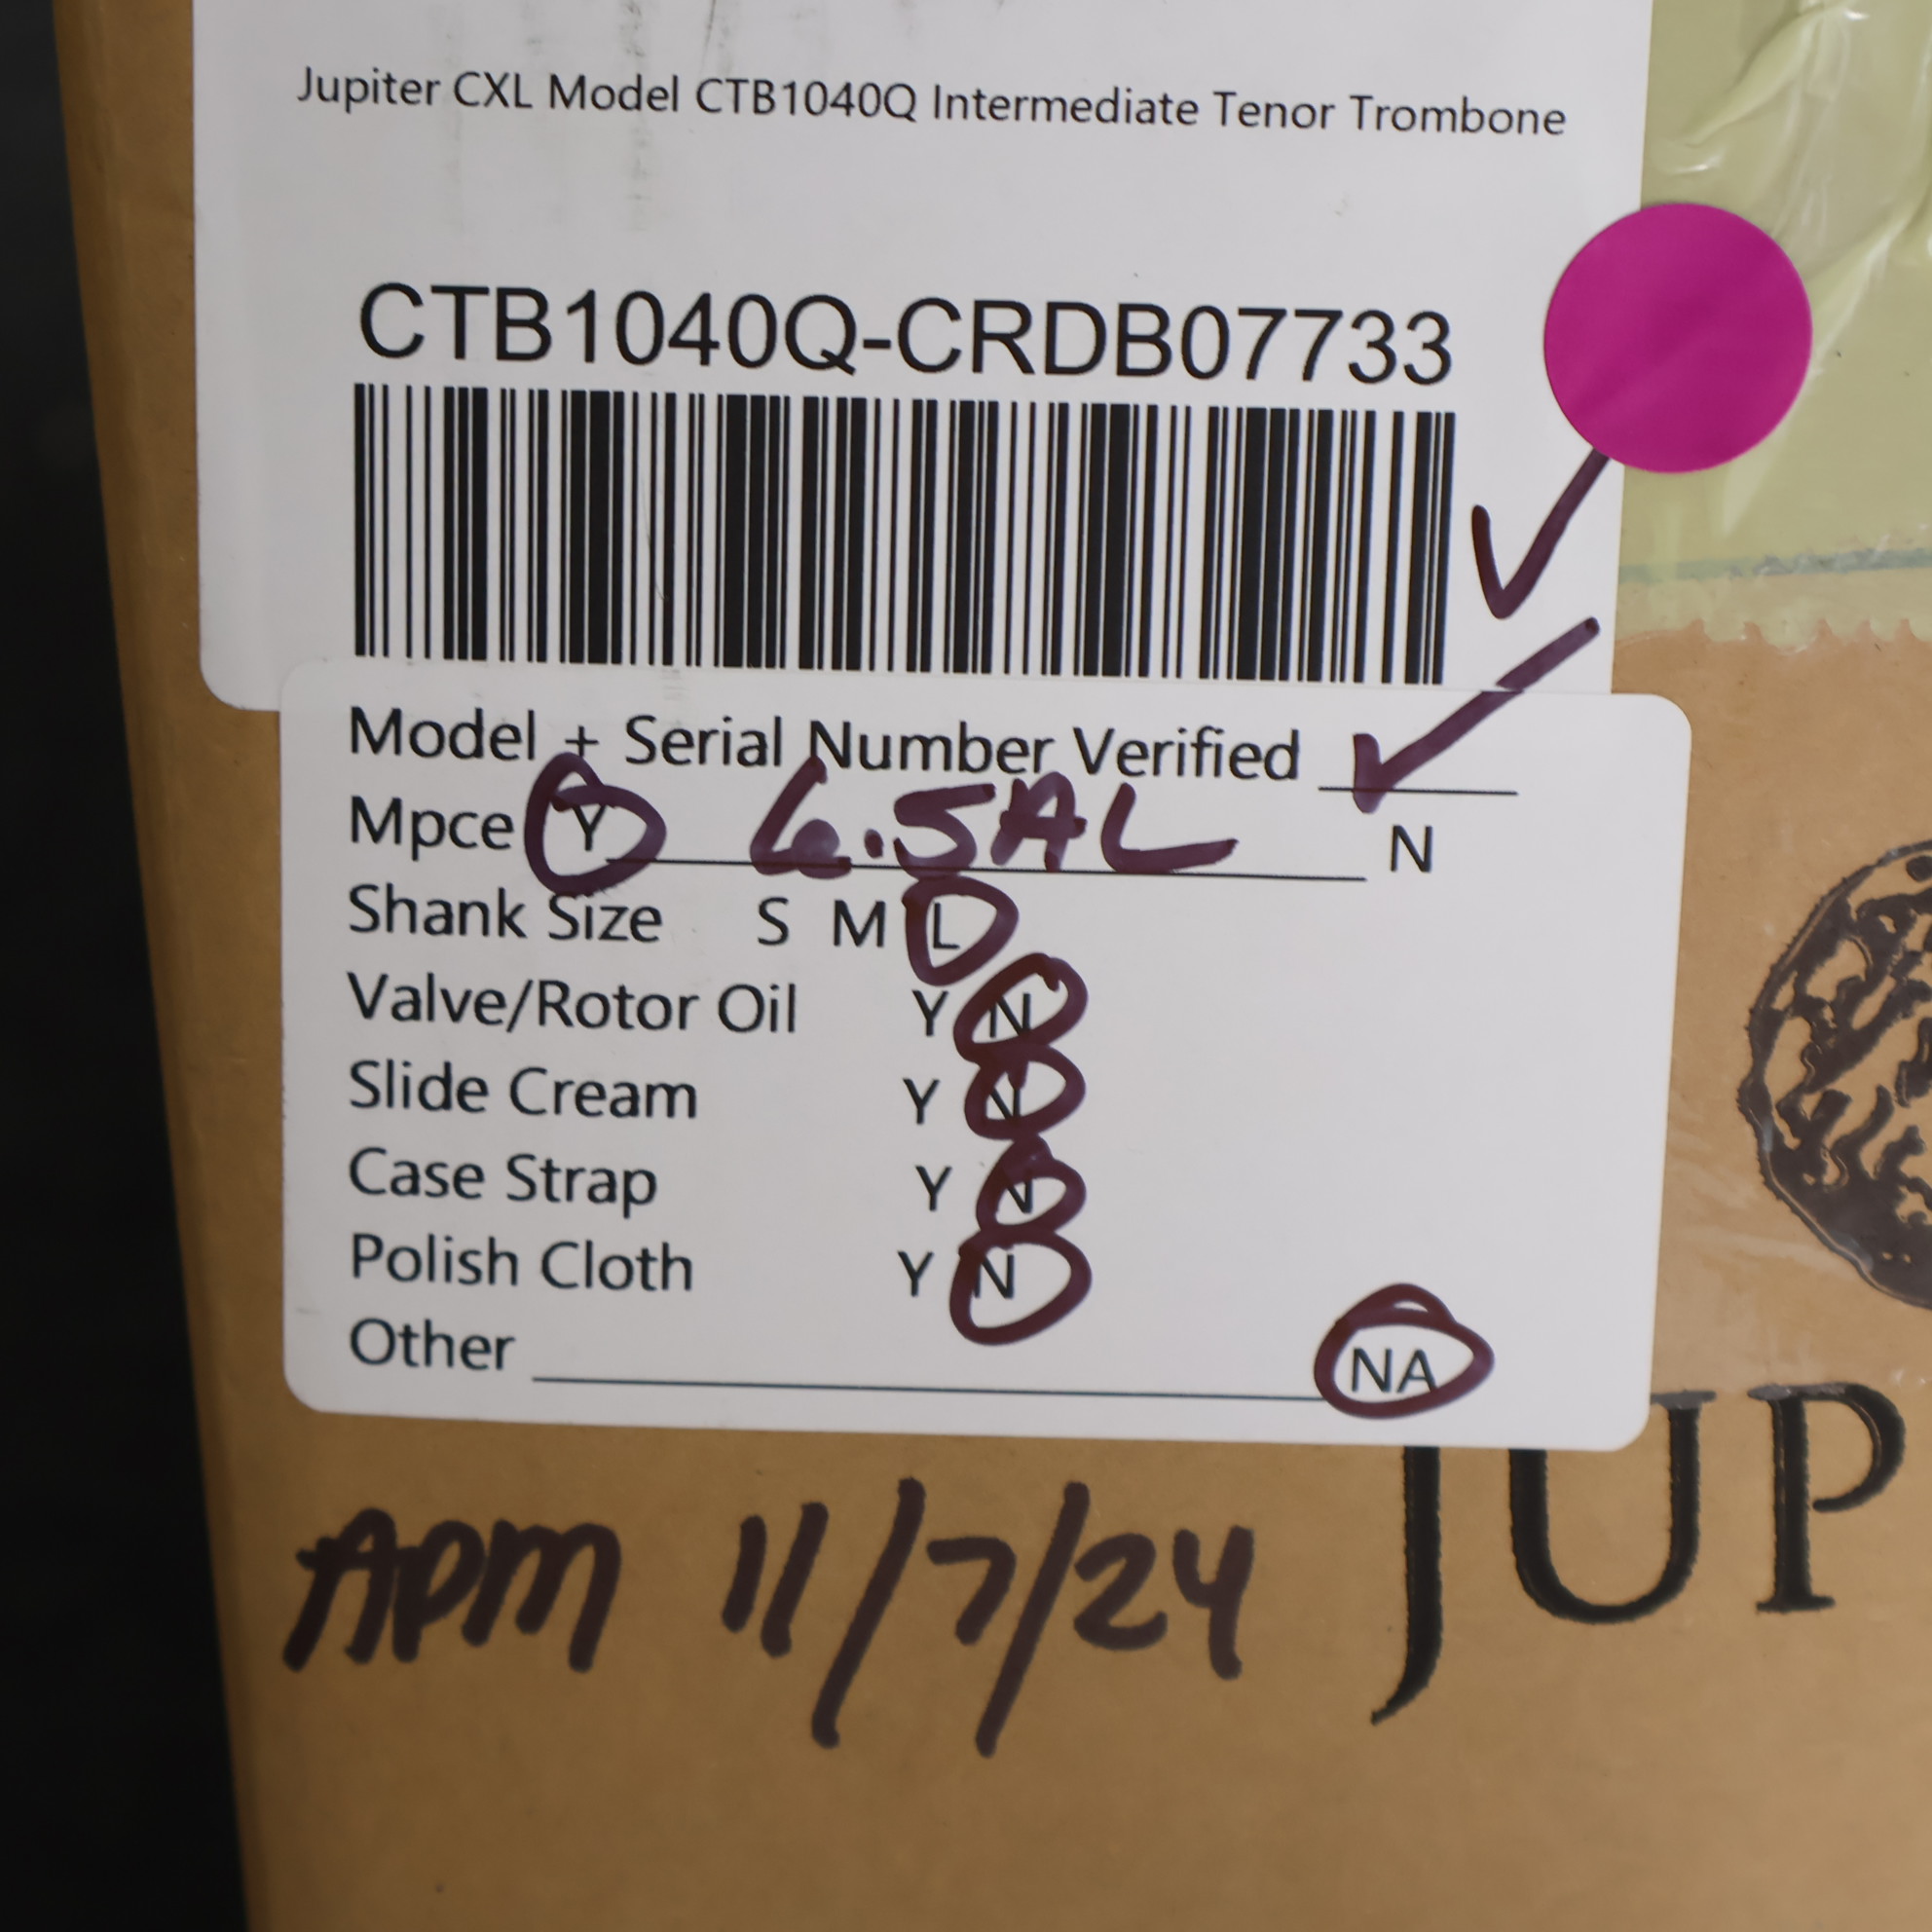 Jupiter CXL Model CTB1040Q Intermediate Tenor Trombone
CTB1040Q-CRDB07733
Model + Serial Number Verified ✓
Mpce Y 6.5AL N
Shank Size S M L
Valve/Rotor Oil Y N
Slide Cream Y N
Case Strap Y N
Polish Cloth Y N
Other NA
APM 11/7/24
JUP